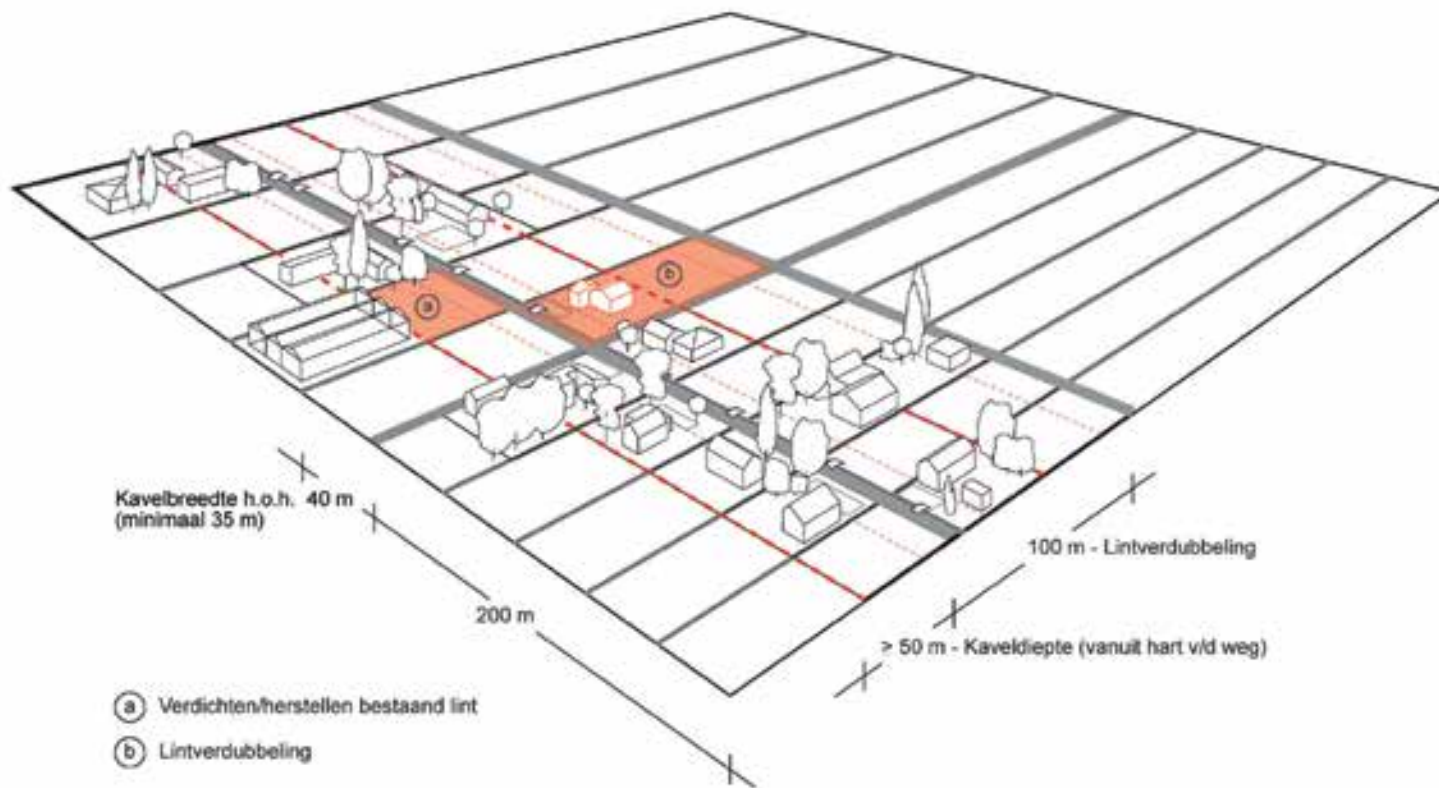 b
a
Kavelbreedte h.o.h. 40 m
(minimaal 35 m)
100 m - Lintverdubbeling
200 m
> 50 m - Kaveldiepte (vanuit hart v/d weg)
a Verdichten/herstellen bestaand lint
b Lintverdubbeling